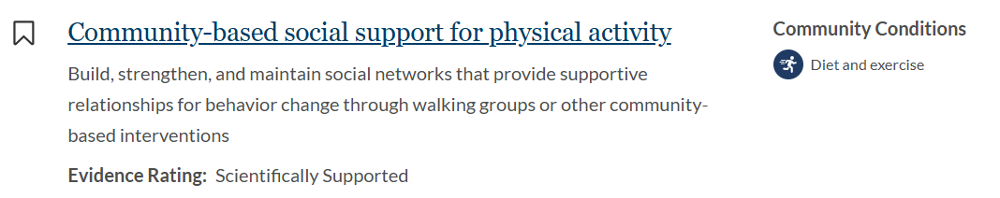 Community-based social support for physical activity
Build, strengthen, and maintain social networks that provide supportive
relationships for behavior change through walking groups or other community-
based interventions
Evidence Rating: Scientifically Supported
Community Conditions
Diet and exercise